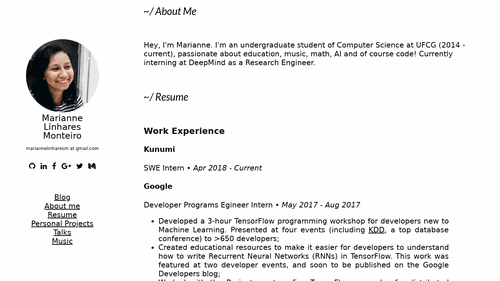 ~/ About Me
Hey, I'm Marianne. I'm an undergraduate student of Computer Science at UFCG (2014 -
current), passionate about education, music, math, AI and of course code! Currently
interning at DeepMind as a Research Engineer.
Marianne
Linhares
Monteiro
mariannelinharesm at gmail.com
Blog
About me
Resume
Personal Projects
Talks
Music
~/ Resume
Work Experience
Kunumi
SWE Intern • Apr 2018 - Current
Google
Developer Programs Egineer Intern • May 2017 - Aug 2017
• Developed a 3-hour TensorFlow programming workshop for developers new to
Machine Learning. Presented at four events (including KDD, a top database
conference) to >650 developers;
• Created educational resources to make it easier for developers to understand
how to write Recurrent Neural Networks (RNNs) in TensorFlow. This work was
featured at two developer events, and soon to be published on the Google
Developers blog;